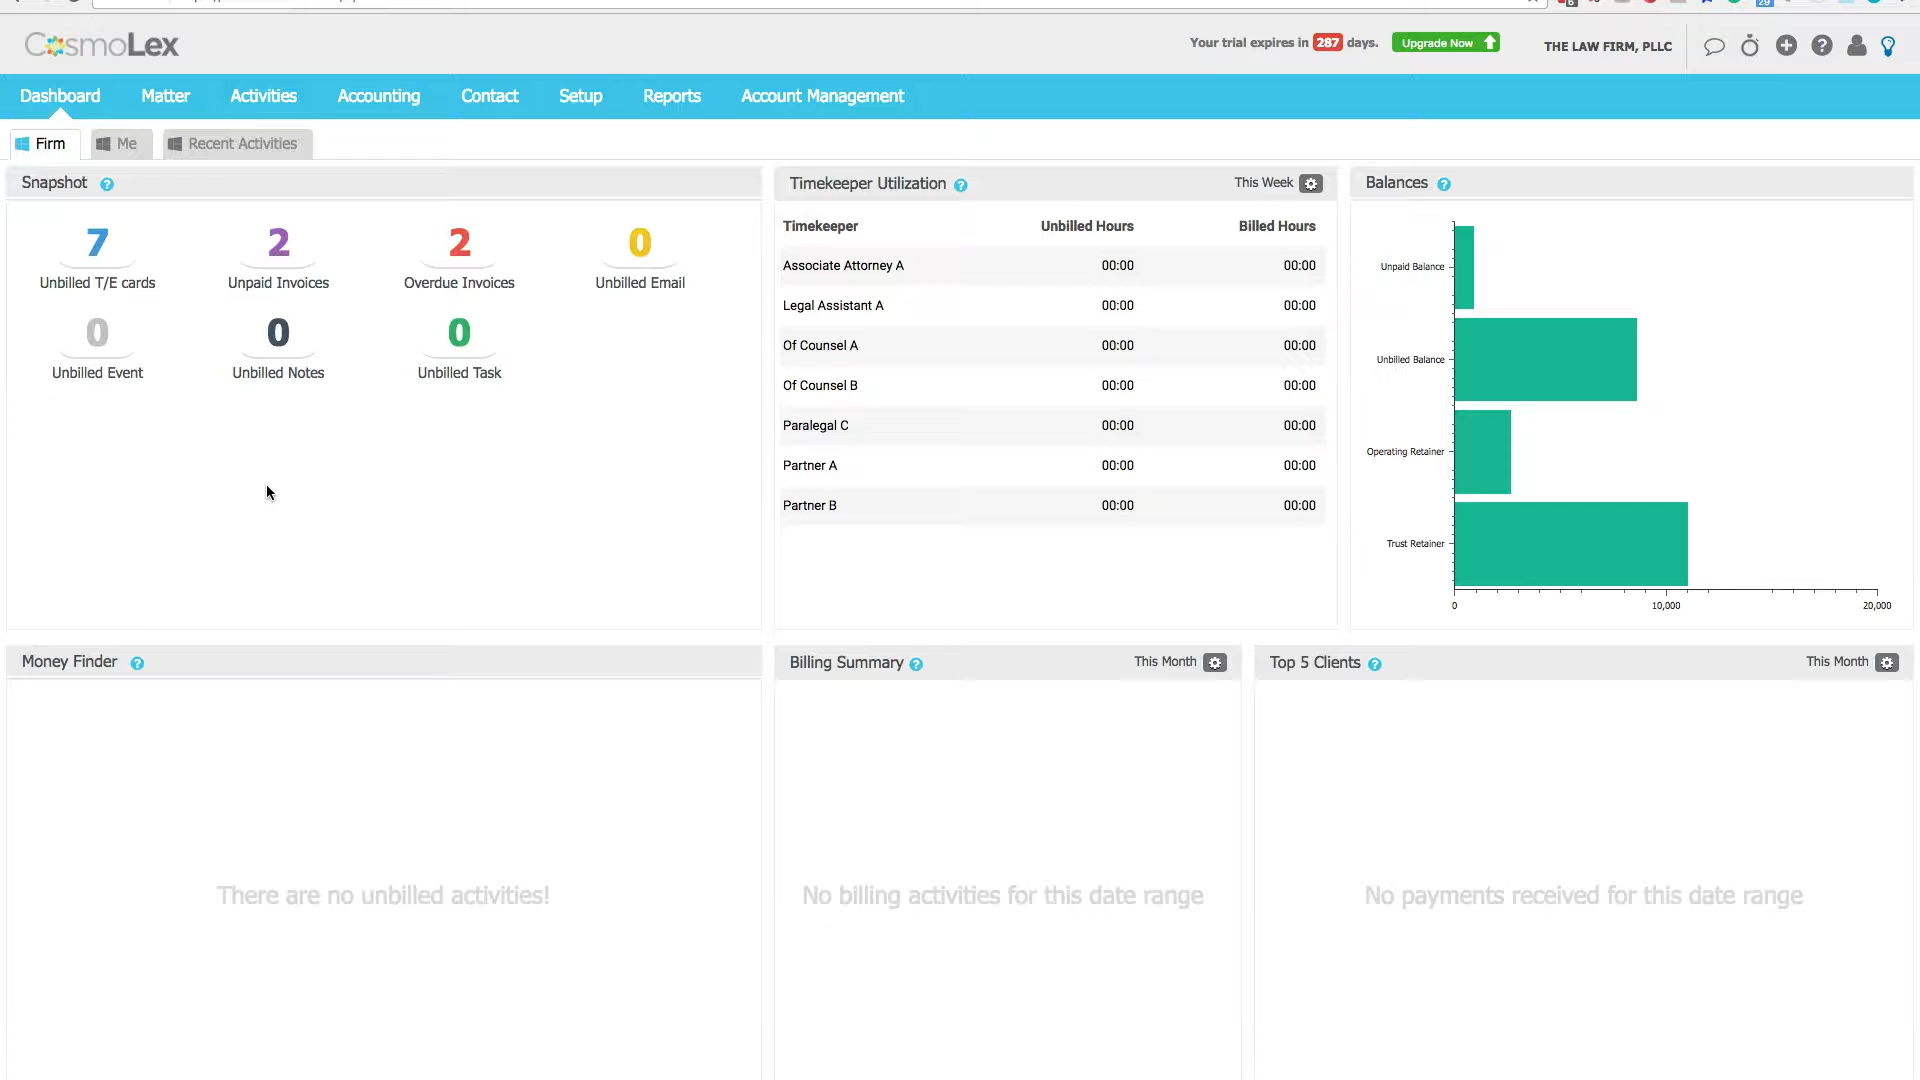 6
29
CosmoLex
Your trial expires in 287 days.
Upgrade Now
THE LAW FIRM, PLLC
Dashboard Matter Activities Accounting Contact Setup Reports Account Management
Firm Me Recent Activities
Snapshot ?
7 2 2 0
Unbilled T/E cards Unpaid Invoices Overdue Invoices Unbilled Email
0 0 0
Unbilled Event Unbilled Notes Unbilled Task
Timekeeper Utilization ? This Week
Timekeeper Unbilled Hours Billed Hours
Associate Attorney A 00:00 00:00
Legal Assistant A 00:00 00:00
Of Counsel A 00:00 00:00
Of Counsel B 00:00 00:00
Paralegal C 00:00 00:00
Partner A 00:00 00:00
Partner B 00:00 00:00
Balances ?
Unpaid Balance
Unbilled Balance
Operating Retainer
Trust Retainer
0 10,000 20,000
Money Finder ?
There are no unbilled activities!
Billing Summary ? This Month
No billing activities for this date range
Top 5 Clients ? This Month
No payments received for this date range